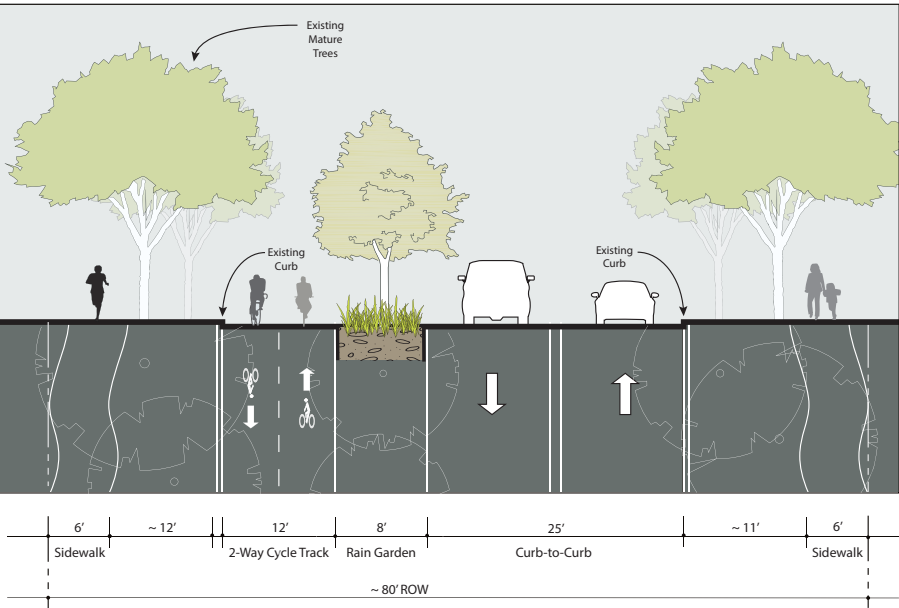 Existing
Mature
Trees
Existing
Curb
Existing
Curb
6’
~ 12’
12’
8’
25’
~ 11’
6’
Sidewalk
2-Way Cycle Track
Rain Garden
Curb-to-Curb
Sidewalk
~ 80’ ROW